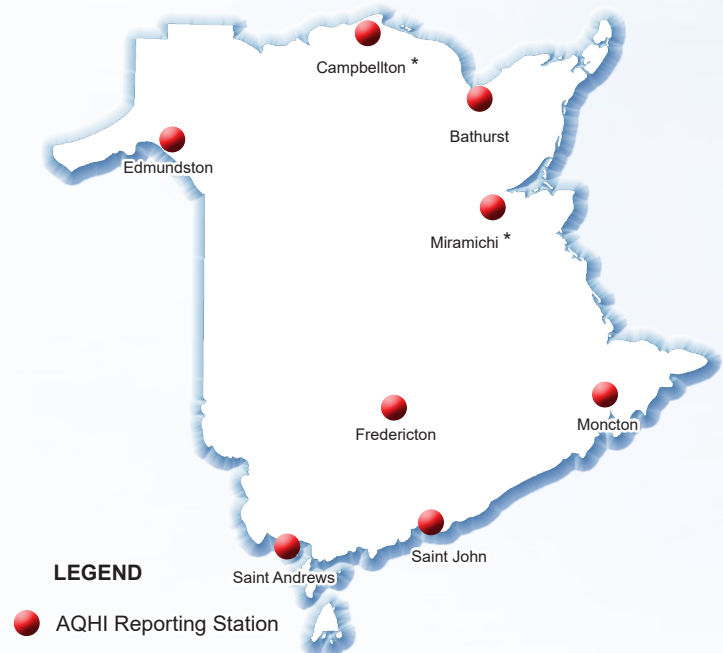 Campbellton *
Bathurst
Edmundston
Miramichi *
Fredericton
Moncton
Saint John
Saint Andrews
LEGEND
AQHI Reporting Station